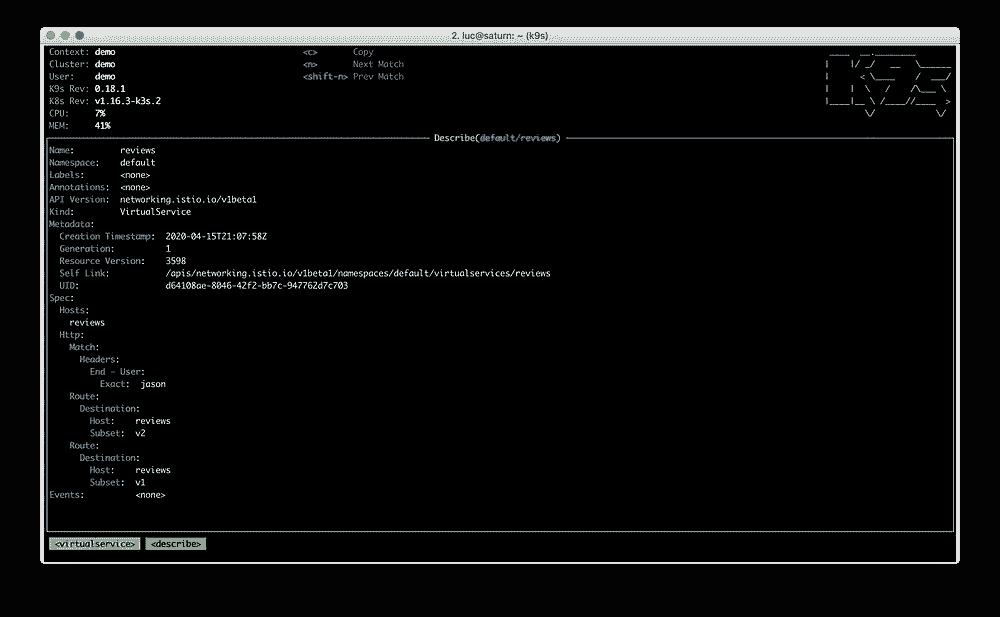 2. luc@saturn: ~ (k9s)
Context: demo <c> Copy
Cluster: demo <n> Next Match
User: demo <shift-n> Prev Match
K9s Rev: 0.18.1
K8s Rev: v1.16.3-k3s.2
CPU: 7%
MEM: 41%
Describe(default/reviews)
Name: reviews
Namespace: default
Labels: <none>
Annotations: <none>
API Version: networking.istio.io/v1beta1
Kind: VirtualService
Metadata:
Creation Timestamp: 2020-04-15T21:07:58Z
Generation: 1
Resource Version: 3598
Self Link: /apis/networking.istio.io/v1beta1/namespaces/default/virtualservices/reviews
UID: d64108ae-8046-42f2-bb7c-947762d7c703
Spec:
Hosts:
reviews
Http:
Match:
Headers:
End - User:
Exact: jason
Route:
Destination:
Host: reviews
Subset: v2
Route:
Destination:
Host: reviews
Subset: v1
Events: <none>
<virtualservice> <describe>